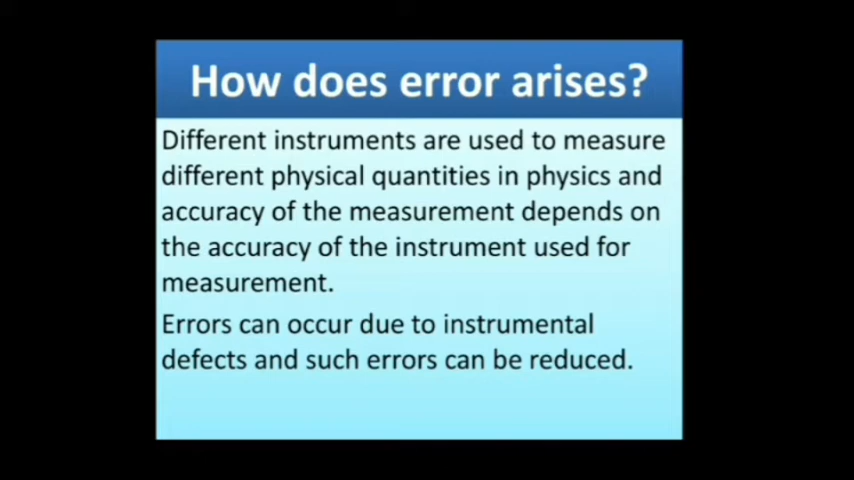 How does error arises?
Different instruments are used to measure
different physical quantities in physics and
accuracy of the measurement depends on
the accuracy of the instrument used for
measurement.
Errors can occur due to instrumental
defects and such errors can be reduced.